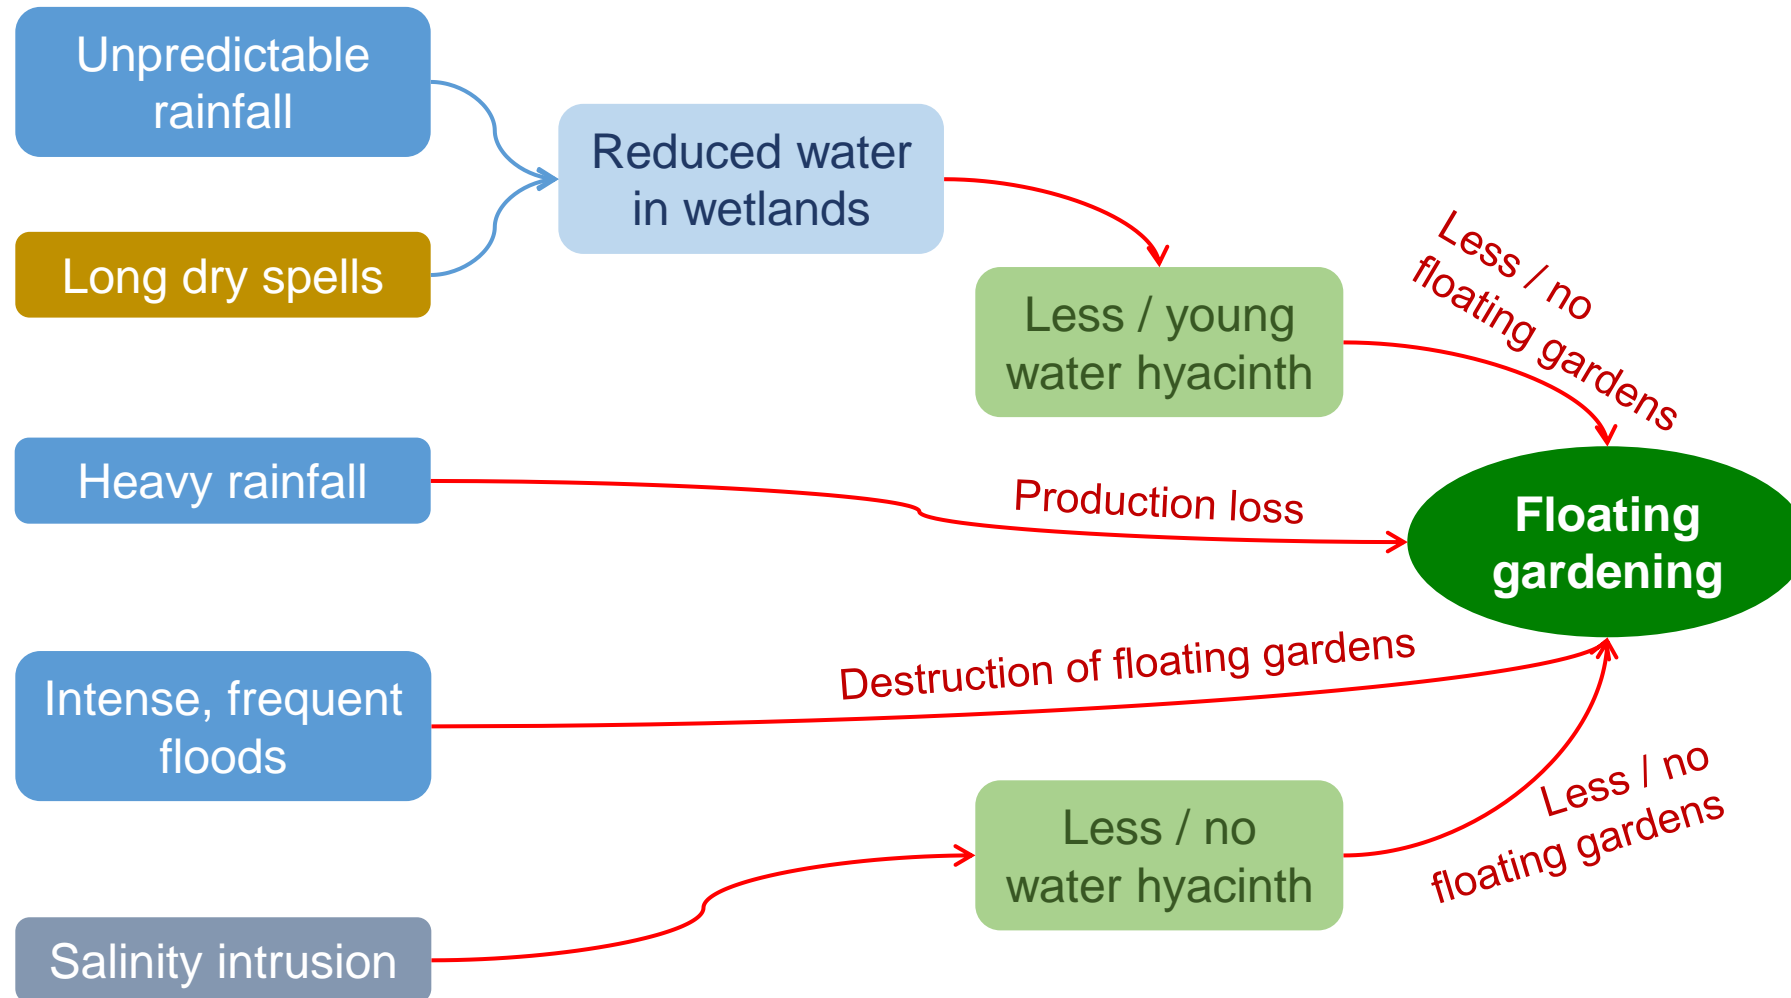 Unpredictable
rainfall
Reduced water
in wetlands
Long dry spells
Less / young
water hyacinth
Less / no
floating gardens
Heavy rainfall
Production loss
Floating
gardening
Intense, frequent
floods
Destruction of floating gardens
Less / no
water hyacinth
Less / no
floating gardens
Salinity intrusion